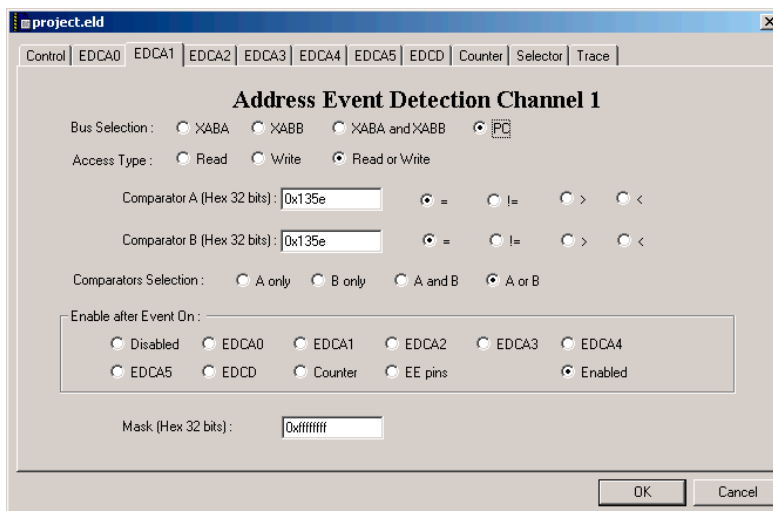 project.eld
Control EDCA0 EDCA1 EDCA2 EDCA3 EDCA4 EDCA5 EDCD Counter Selector Trace
Address Event Detection Channel 1
Bus Selection : XABA XABB XABA and XABB PC
Access Type : Read Write Read or Write
Comparator A (Hex 32 bits) : 0x135e = != > <
Comparator B (Hex 32 bits) : 0x135e = != > <
Comparators Selection : A only B only A and B A or B
Enable after Event On :
Disabled EDCA0 EDCA1 EDCA2 EDCA3 EDCA4
EDCA5 EDCD Counter EE pins Enabled
Mask (Hex 32 bits) : 0xffffffff
OK Cancel